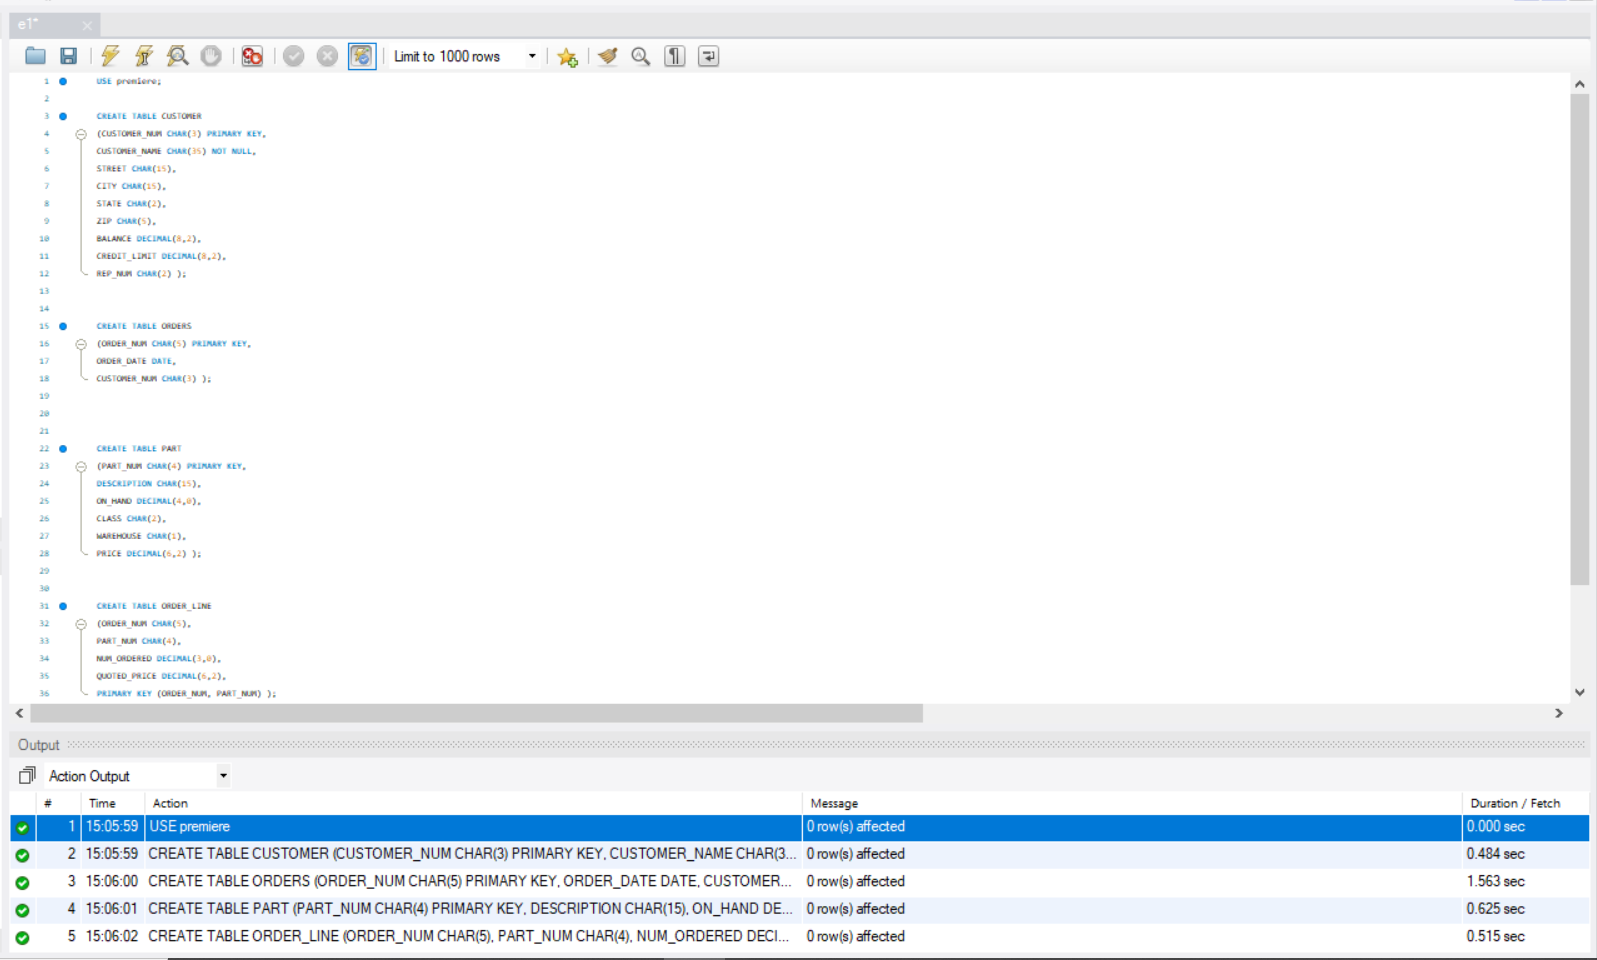 e1*
Limit to 1000 rows
1 USE premiere;
2
3 CREATE TABLE CUSTOMER
4 (CUSTOMER_NUM CHAR(3) PRIMARY KEY,
5 CUSTOMER_NAME CHAR(35) NOT NULL,
6 STREET CHAR(15),
7 CITY CHAR(15),
8 STATE CHAR(2),
9 ZIP CHAR(5),
10 BALANCE DECIMAL(8,2),
11 CREDIT_LIMIT DECIMAL(8,2),
12 REP_NUM CHAR(2) );
13
14
15 CREATE TABLE ORDERS
16 (ORDER_NUM CHAR(5) PRIMARY KEY,
17 ORDER_DATE DATE,
18 CUSTOMER_NUM CHAR(3) );
19
20
21
22 CREATE TABLE PART
23 (PART_NUM CHAR(4) PRIMARY KEY,
24 DESCRIPTION CHAR(15),
25 ON_HAND DECIMAL(4,0),
26 CLASS CHAR(2),
27 WAREHOUSE CHAR(1),
28 PRICE DECIMAL(6,2) );
29
30
31 CREATE TABLE ORDER_LINE
32 (ORDER_NUM CHAR(5),
33 PART_NUM CHAR(4),
34 NUM_ORDERED DECIMAL(3,0),
35 QUOTED_PRICE DECIMAL(6,2),
36 PRIMARY KEY (ORDER_NUM, PART_NUM) );
Output
Action Output
# Time Action Message Duration / Fetch
1 15:05:59 USE premiere 0 row(s) affected 0.000 sec
2 15:05:59 CREATE TABLE CUSTOMER (CUSTOMER_NUM CHAR(3) PRIMARY KEY, CUSTOMER_NAME CHAR(3... 0 row(s) affected 0.484 sec
3 15:06:00 CREATE TABLE ORDERS (ORDER_NUM CHAR(5) PRIMARY KEY, ORDER_DATE DATE, CUSTOMER... 0 row(s) affected 1.563 sec
4 15:06:01 CREATE TABLE PART (PART_NUM CHAR(4) PRIMARY KEY, DESCRIPTION CHAR(15), ON_HAND DE... 0 row(s) affected 0.625 sec
5 15:06:02 CREATE TABLE ORDER_LINE (ORDER_NUM CHAR(5), PART_NUM CHAR(4), NUM_ORDERED DECI... 0 row(s) affected 0.515 sec